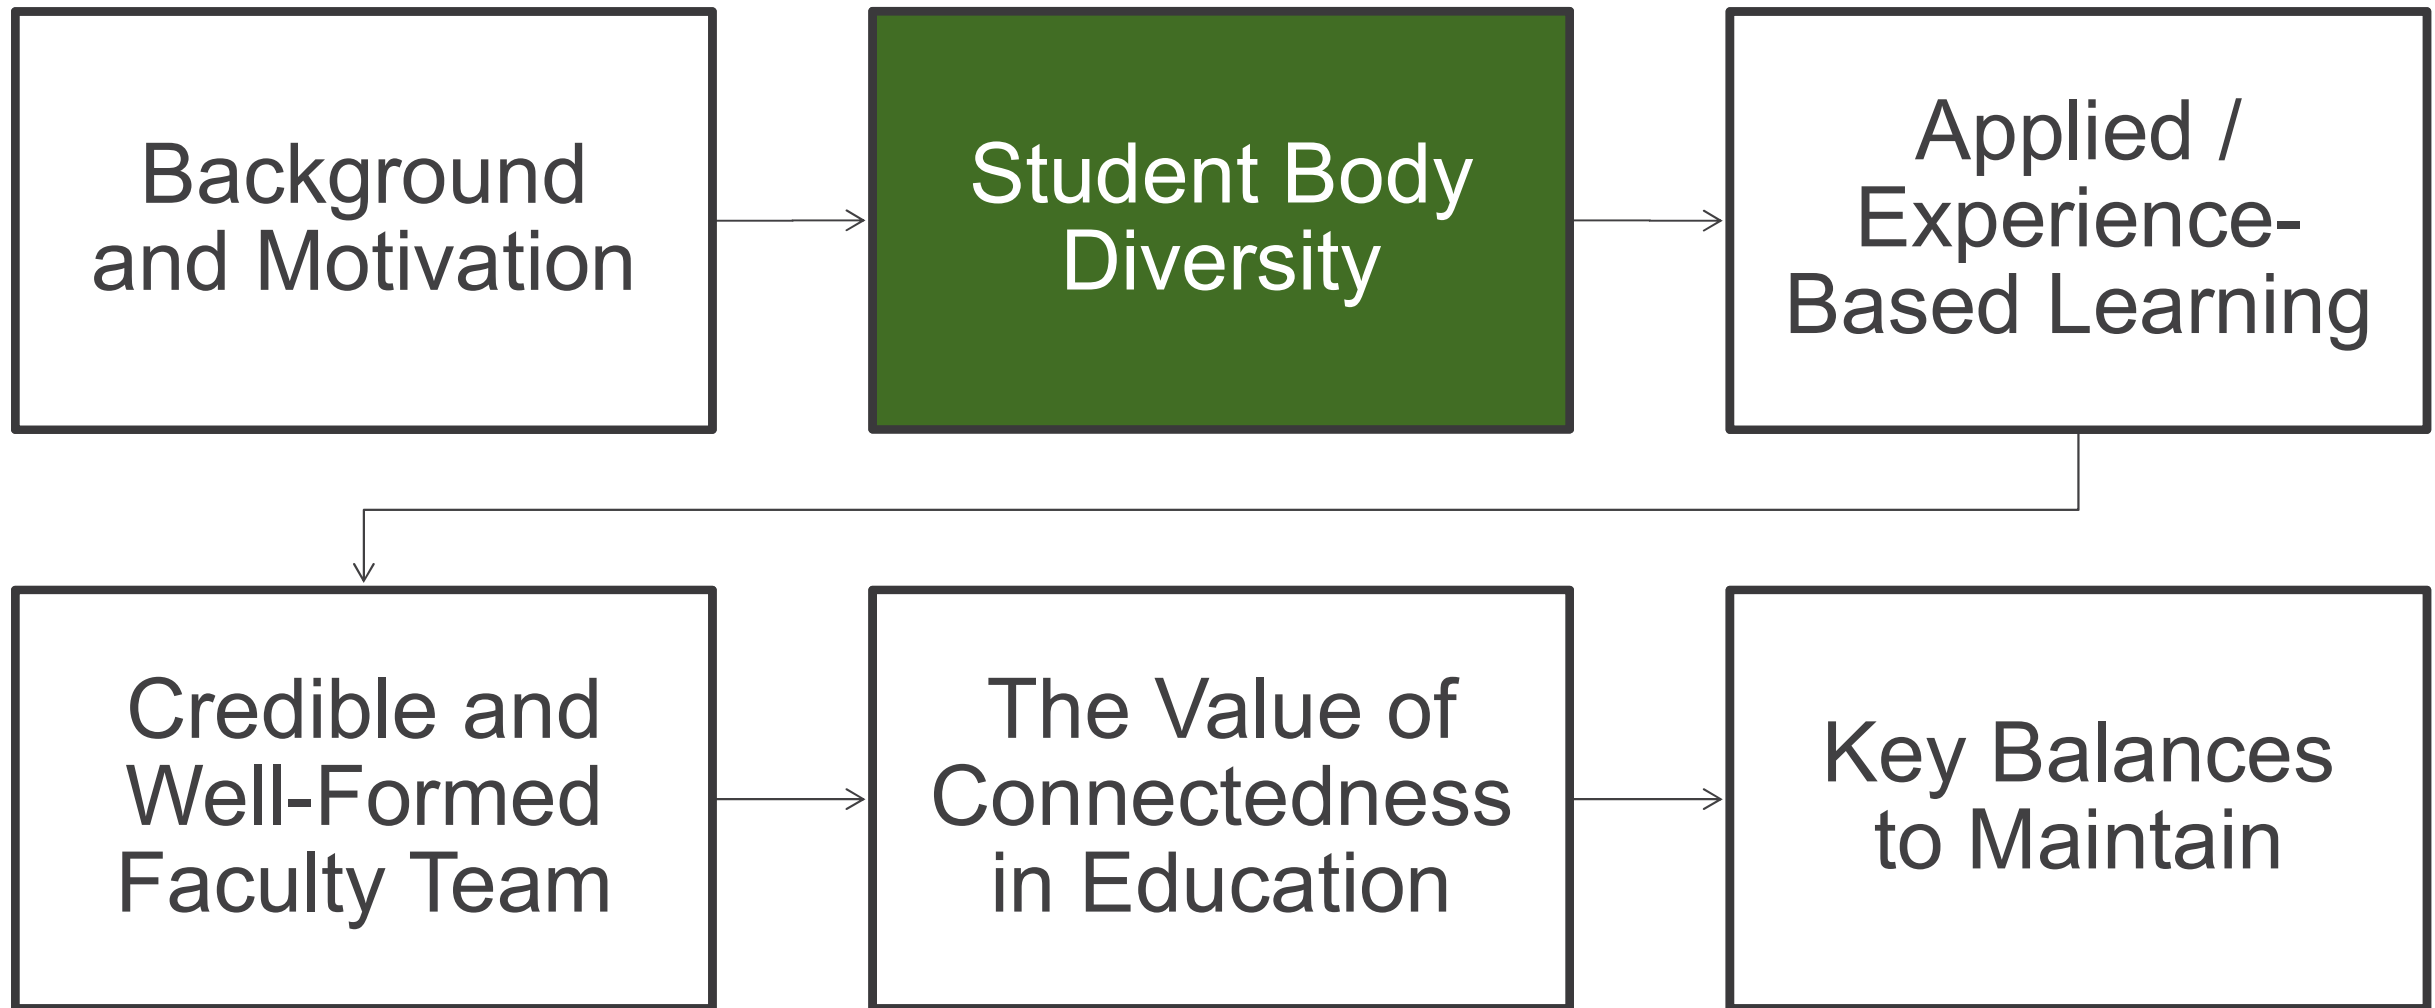 Background
and Motivation
Student Body
Diversity
Applied /
Experience-
Based Learning
Credible and
Well-Formed
Faculty Team
The Value of
Connectedness
in Education
Key Balances
to Maintain